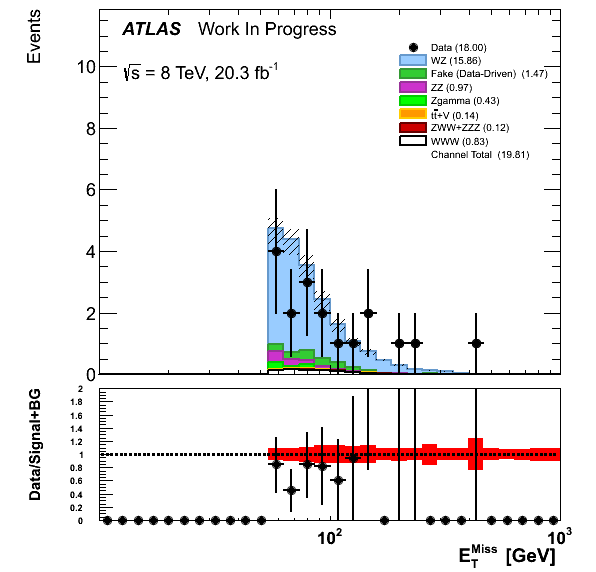 Events
ATLAS Work In Progress
√s = 8 TeV, 20.3 fb⁻¹
Data (18.00)
WZ (15.86)
Fake (Data-Driven) (1.47)
ZZ (0.97)
Zgamma (0.43)
tt̄+V (0.14)
ZWW+ZZZ (0.12)
WWW (0.83)
Channel Total (19.81)
10
8
6
4
2
0
Data/Signal+BG
2
1.8
1.6
1.4
1.2
1
0.8
0.6
0.4
0.2
0
10²
10³
E_T^Miss [GeV]